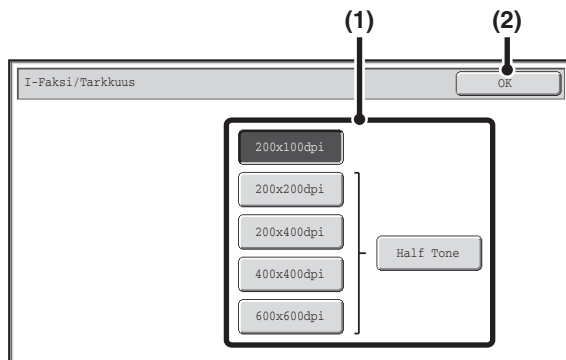 (1) (2)
I-Faksi/Tarkkuus OK
200x100dpi
200x200dpi
200x400dpi
Half Tone
400x400dpi
600x600dpi